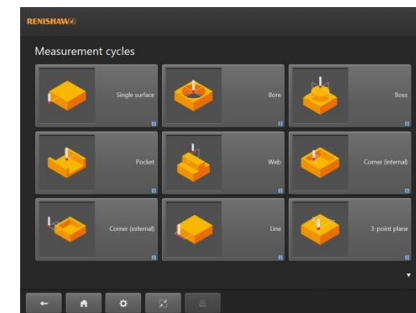 RENISHAW
Measurement cycles
Single surface
Bore
Boss
Pocket
Web
Corner (internal)
Corner (external)
Line
3-point plane